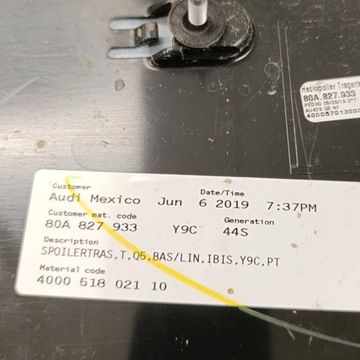 Heckspoiler Trägerte
80A.827.933
Customer
Audi Mexico
Date/Time
Jun 6 2019 7:37PM
Customer mat. code
80A 827 933
Y9C
Generation
44S
Description
SPOILERTRAS,T,Q5,BAS/LIN,IBIS,Y9C,PT
Material code
4000 518 021 10